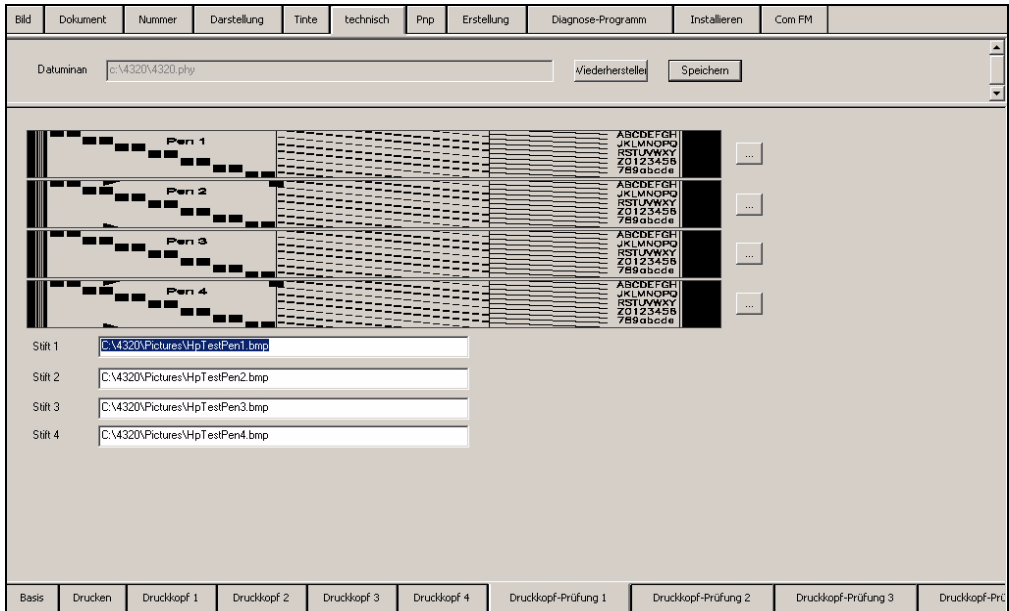 Bild Dokument Nummer Darstellung Tinte technisch Pnp Erstellung Diagnose-Programm Installieren Com FM
Datuminan c:\4320\4320.phy Wiederhersteller Speichern
Pen 1
ABCDEFGH
JKLMNOPQ
RSTUVWXY
Z0123456
789abcde
...
Pen 2
ABCDEFGH
JKLMNOPQ
RSTUVWXY
Z0123456
789abcde
...
Pen 3
ABCDEFGH
JKLMNOPQ
RSTUVWXY
Z0123456
789abcde
...
Pen 4
ABCDEFGH
JKLMNOPQ
RSTUVWXY
Z0123456
789abcde
...
Stift 1 C:\4320\Pictures\HpTestPen1.bmp
Stift 2 C:\4320\Pictures\HpTestPen2.bmp
Stift 3 C:\4320\Pictures\HpTestPen3.bmp
Stift 4 C:\4320\Pictures\HpTestPen4.bmp
Basis Drucken Druckkopf 1 Druckkopf 2 Druckkopf 3 Druckkopf 4 Druckkopf-Prüfung 1 Druckkopf-Prüfung 2 Druckkopf-Prüfung 3 Druckkopf-Prü